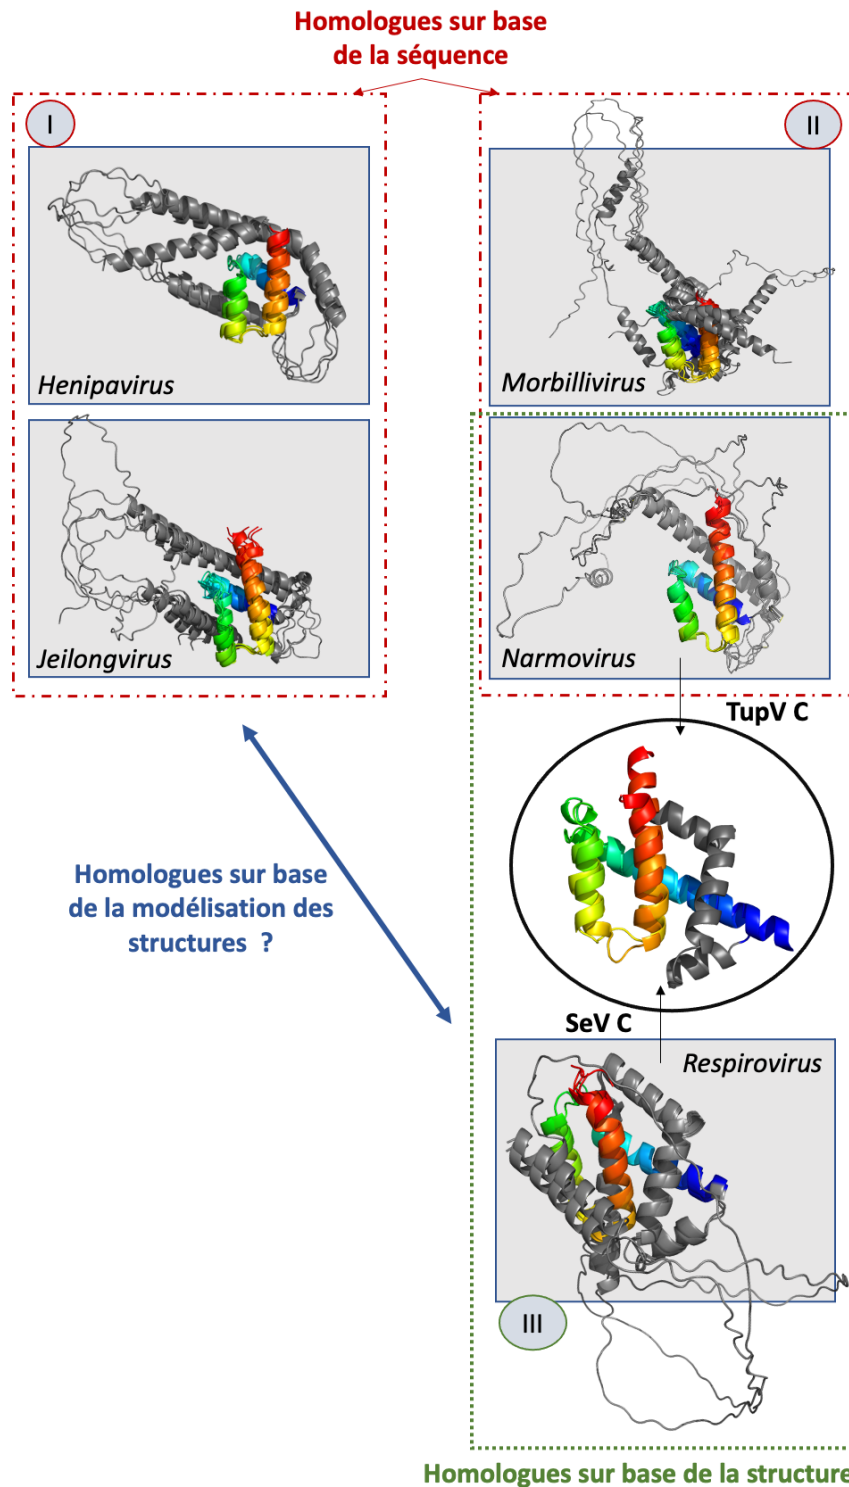 Homologues sur base
de la séquence
I
II
Henipavirus
Morbillivirus
Jeilongvirus
Narmovirus
TupV C
Homologues sur base
de la modélisation des
structures ?
SeV C
Respirovirus
III
Homologues sur base de la structure